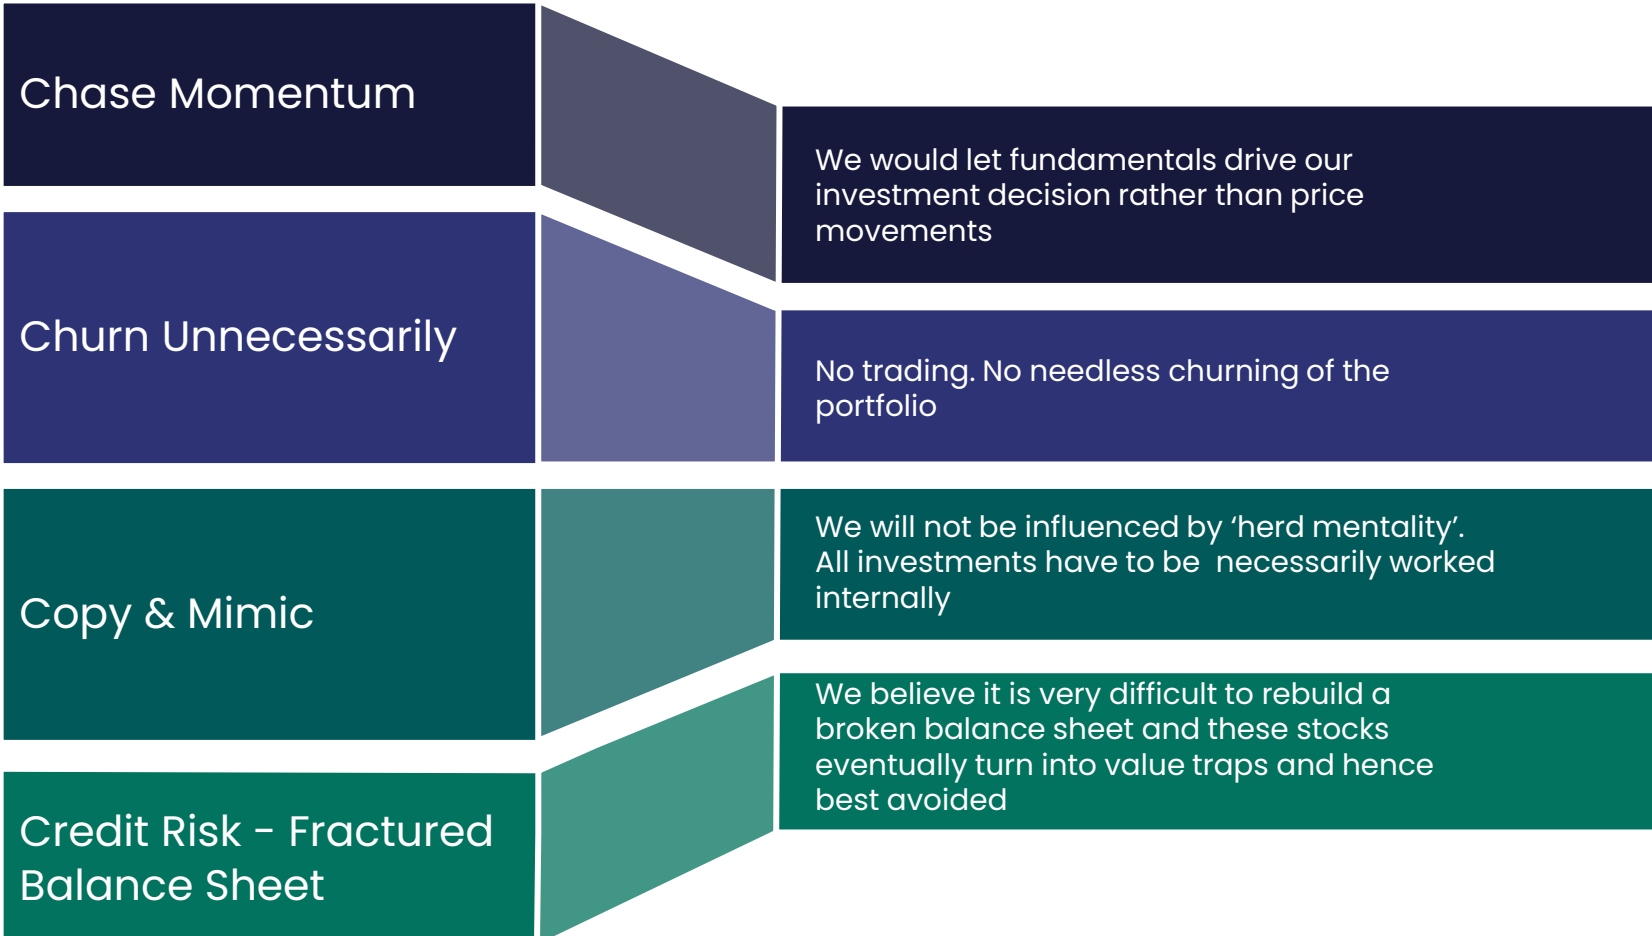 Chase Momentum
We would let fundamentals drive our
investment decision rather than price
movements
Churn Unnecessarily
No trading. No needless churning of the
portfolio
Copy & Mimic
We will not be influenced by ‘herd mentality’.
All investments have to be  necessarily worked
internally
Credit Risk - Fractured
Balance Sheet
We believe it is very difficult to rebuild a
broken balance sheet and these stocks
eventually turn into value traps and hence
best avoided